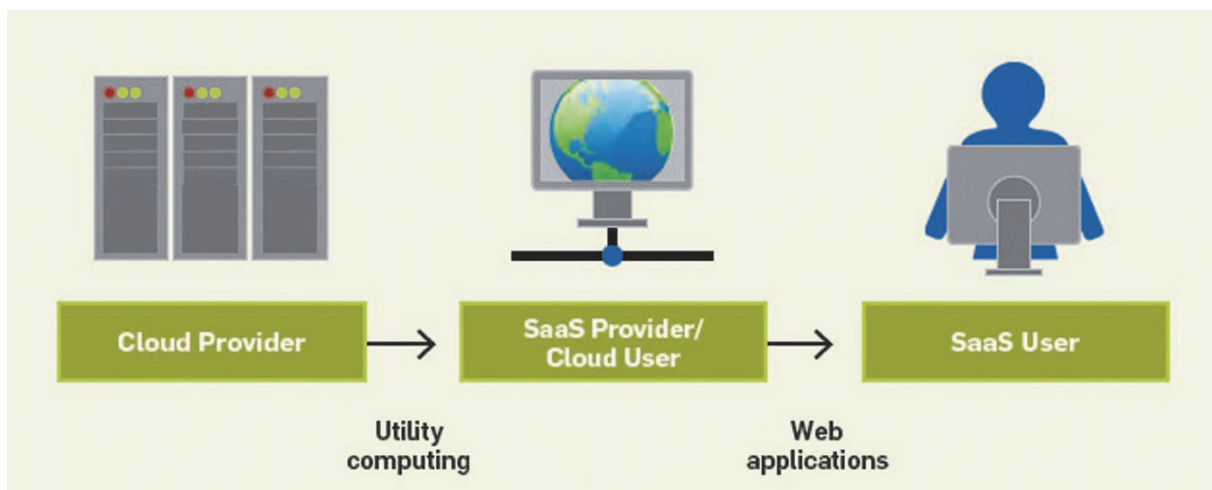 Cloud Provider
SaaS Provider/
Cloud User
SaaS User
Utility
computing
Web
applications